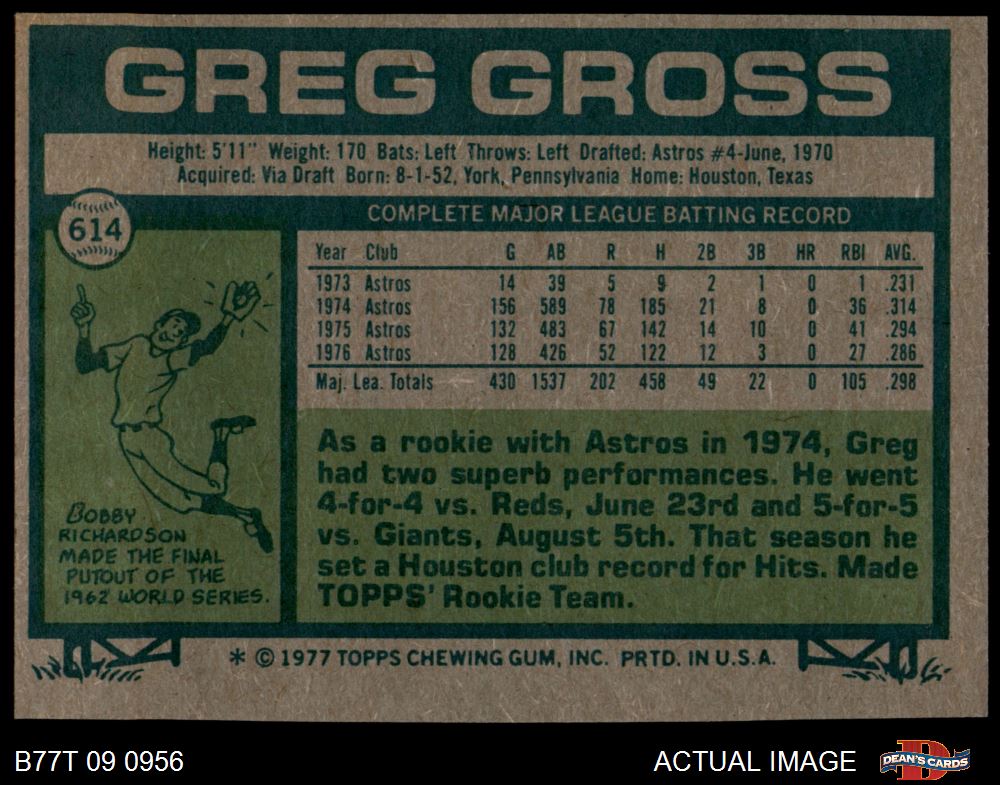 GREG GROSS
Height: 5'11" Weight: 170 Bats: Left Throws: Left Drafted: Astros #4-June, 1970
Acquired: Via Draft Born: 8-1-52, York, Pennsylvania Home: Houston, Texas
614
COMPLETE MAJOR LEAGUE BATTING RECORD
Year Club G AB R H 2B 3B HR RBI AVG.
1973 Astros 14 39 5 9 2 1 0 1 .231
1974 Astros 156 589 78 185 21 8 0 36 .314
1975 Astros 132 483 67 142 14 10 0 41 .294
1976 Astros 128 426 52 122 12 3 0 27 .286
Maj. Lea. Totals 430 1537 202 458 49 22 0 105 .298
BOBBY
RICHARDSON
MADE THE FINAL
PUTOUT OF THE
1962 WORLD SERIES.
As a rookie with Astros in 1974, Greg
had two superb performances. He went
4-for-4 vs. Reds, June 23rd and 5-for-5
vs. Giants, August 5th. That season he
set a Houston club record for Hits. Made
TOPPS' Rookie Team.
* © 1977 TOPPS CHEWING GUM, INC. PRTD. IN U.S.A.
B77T 09 0956
ACTUAL IMAGE
D
DEAN'S CARDS